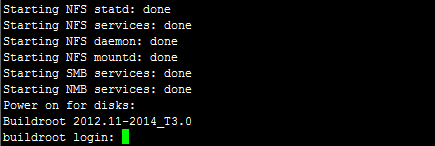 Starting NFS statd: done
Starting NFS services: done
Starting NFS daemon: done
Starting NFS mountd: done
Starting SMB services: done
Starting NMB services: done
Power on for disks:
Buildroot 2012.11-2014_T3.0
buildroot login: